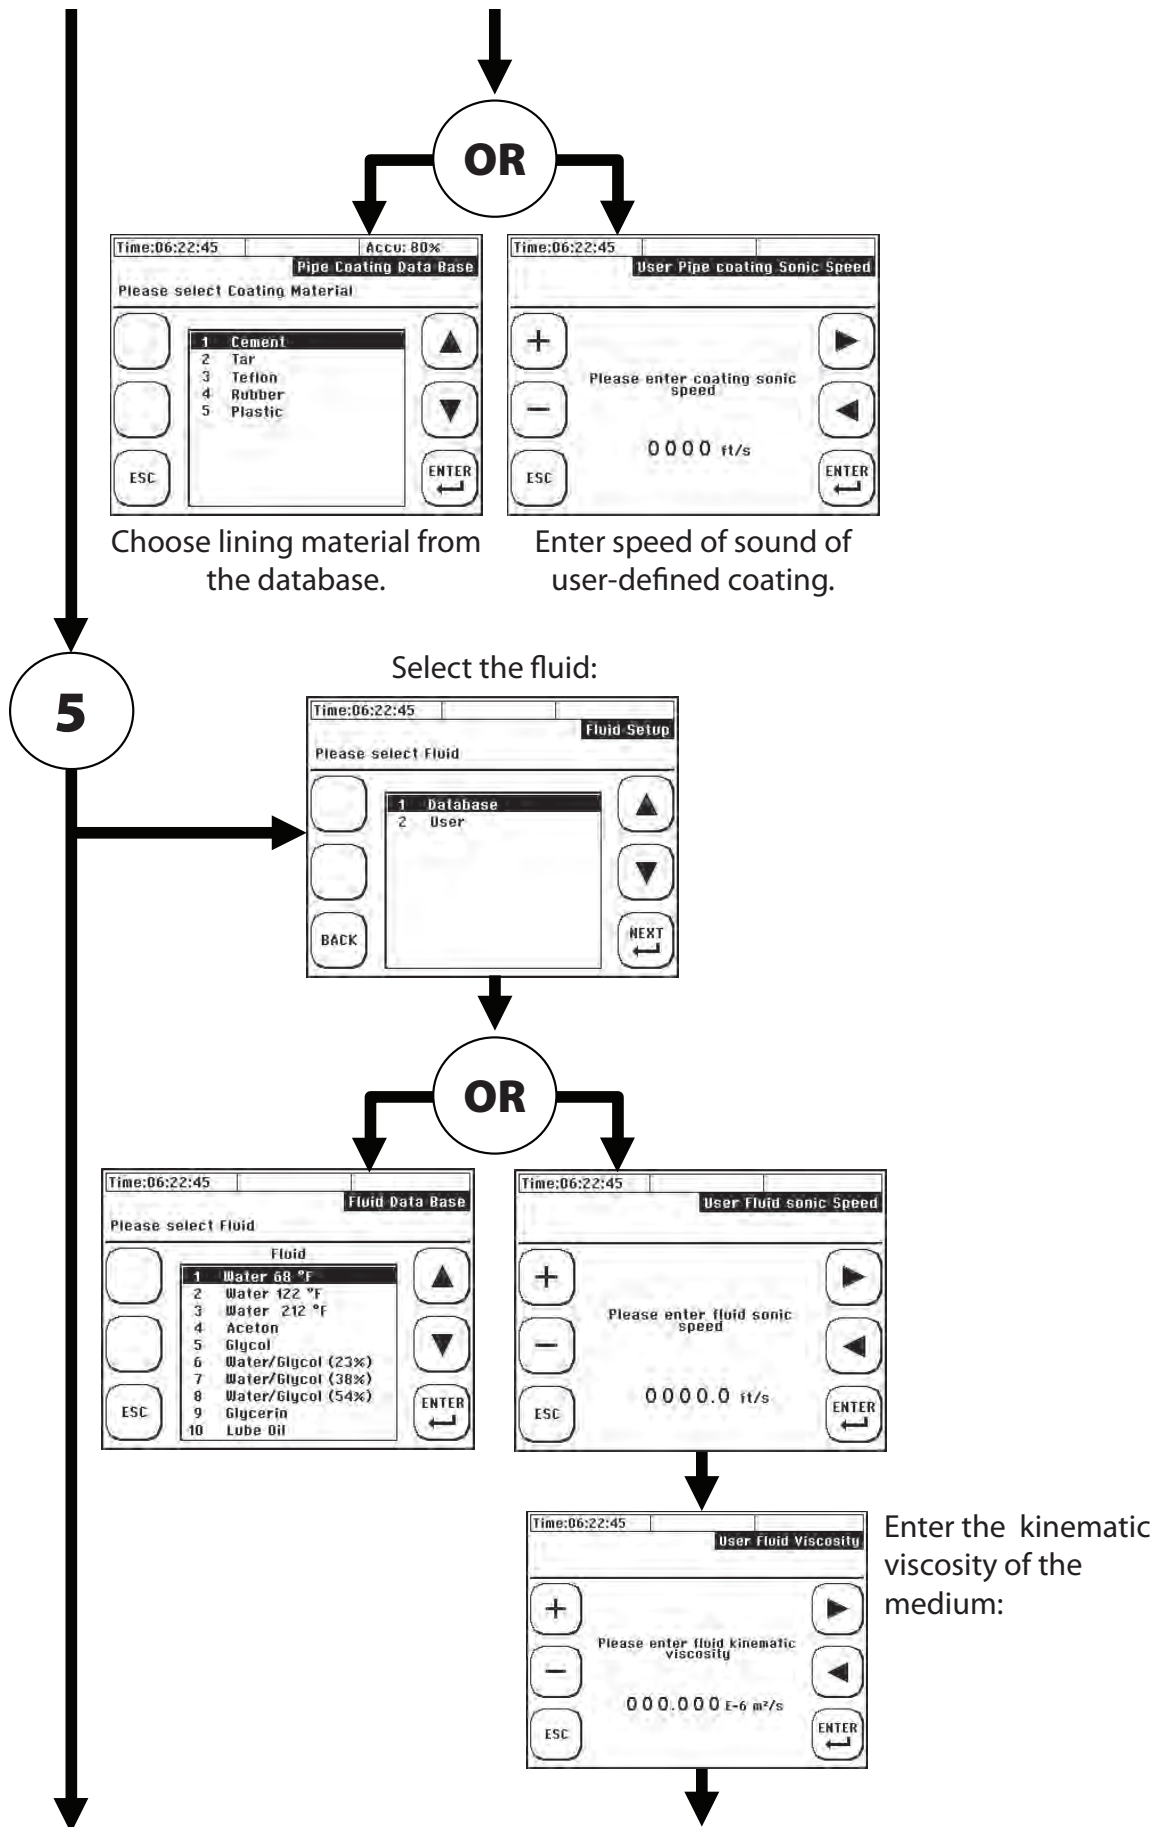 OR
Time:06:22:45 Accu: 80%
Pipe Coating Data Base
Please select Coating Material
1 Cement
2 Tar
3 Teflon
4 Rubber
5 Plastic
ESC
ENTER
Choose lining material from
the database.
Time:06:22:45
User Pipe coating Sonic Speed
+
Please enter coating sonic
speed
−
0000 ft/s
ESC
ENTER
Enter speed of sound of
user-defined coating.
5
Select the fluid:
Time:06:22:45
Fluid Setup
Please select Fluid
1 Database
2 User
BACK
NEXT
OR
Time:06:22:45
Fluid Data Base
Please select Fluid
Fluid
1 Water 68 °F
2 Water 122 °F
3 Water 212 °F
4 Aceton
5 Glycol
6 Water/Glycol (23%)
7 Water/Glycol (38%)
8 Water/Glycol (54%)
9 Glycerin
10 Lube Oil
ESC
ENTER
Time:06:22:45
User Fluid sonic Speed
+
Please enter fluid sonic
speed
−
0000.0 ft/s
ESC
ENTER
Time:06:22:45
User Fluid Viscosity
+
Please enter fluid kinematic
viscosity
−
000.000 E-6 m²/s
ESC
ENTER
Enter the kinematic
viscosity of the
medium: